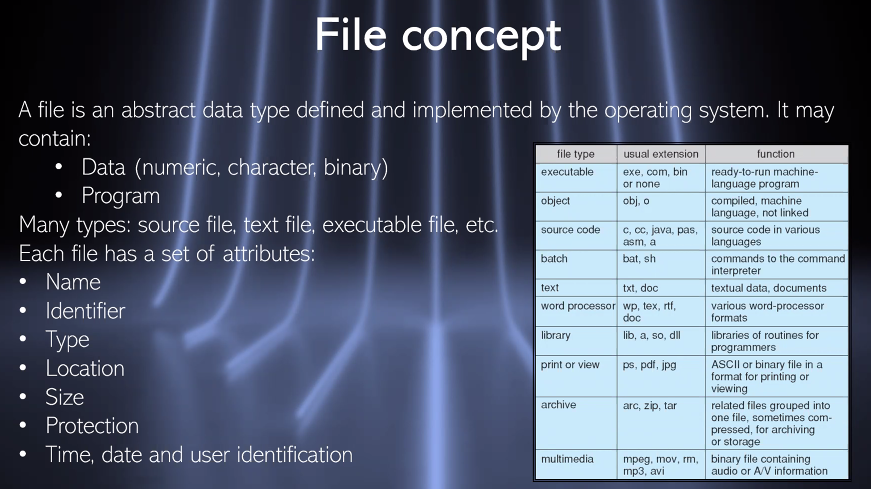 File concept
A file is an abstract data type defined and implemented by the operating system. It may
contain:
• Data (numeric, character, binary)
• Program
Many types: source file, text file, executable file, etc.
Each file has a set of attributes:
• Name
• Identifier
• Type
• Location
• Size
• Protection
• Time, date and user identification
file type usual extension function
executable exe, com, bin ready-to-run machine-
or none language program
object obj, o compiled, machine
language, not linked
source code c, cc, java, pas, source code in various
asm, a languages
batch bat, sh commands to the command
interpreter
text txt, doc textual data, documents
word processor wp, tex, rtf, various word-processor
doc formats
library lib, a, so, dll libraries of routines for
programmers
print or view ps, pdf, jpg ASCII or binary file in a
format for printing or
viewing
archive arc, zip, tar related files grouped into
one file, sometimes com-
pressed, for archiving
or storage
multimedia mpeg, mov, rm, binary file containing
mp3, avi audio or A/V information